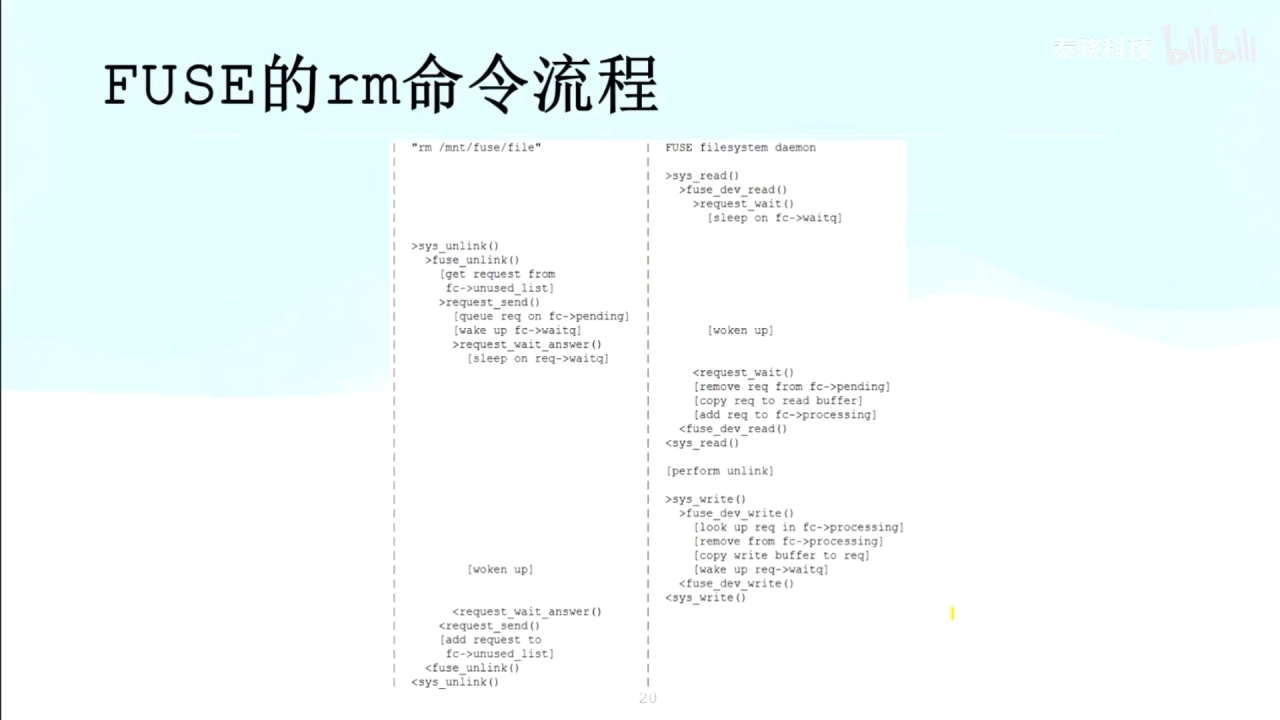 泰晓科技 bilibili
FUSE的rm命令流程
| "rm /mnt/fuse/file" | FUSE filesystem daemon
| |
| | >sys_read()
| | >fuse_dev_read()
| | >request_wait()
| | [sleep on fc->waitq]
| |
| >sys_unlink() |
| >fuse_unlink() |
| [get request from |
| fc->unused_list] |
| >request_send() |
| [queue req on fc->pending] |
| [wake up fc->waitq] | [woken up]
| >request_wait_answer() |
| [sleep on req->waitq] |
| | <request_wait()
| | [remove req from fc->pending]
| | [copy req to read buffer]
| | [add req to fc->processing]
| | <fuse_dev_read()
| | <sys_read()
| |
| | [perform unlink]
| |
| | >sys_write()
| | >fuse_dev_write()
| | [look up req in fc->processing]
| | [remove from fc->processing]
| | [copy write buffer to req]
| [woken up] | [wake up req->waitq]
| | <fuse_dev_write()
| | <sys_write()
| <request_wait_answer() |
| <request_send() |
| [add request to |
| fc->unused_list] |
| <fuse_unlink() |
| <sys_unlink() |
20